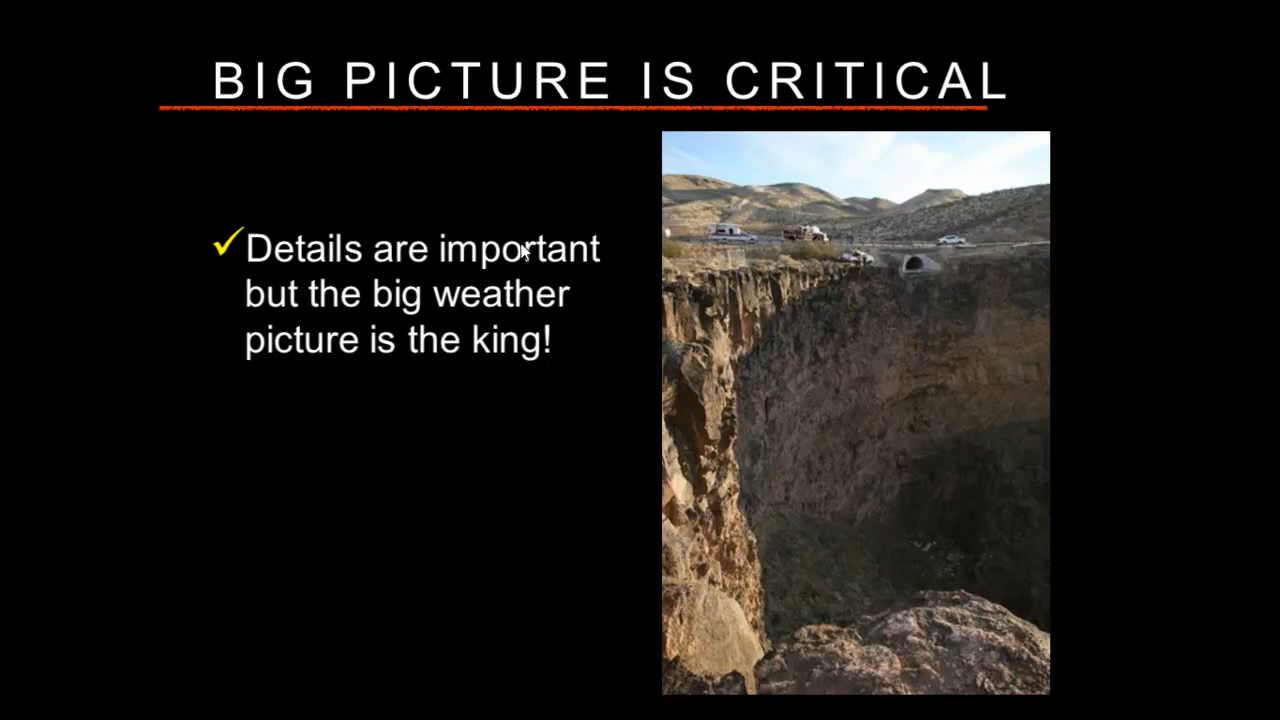 BIG PICTURE IS CRITICAL
Details are important
but the big weather
picture is the king!